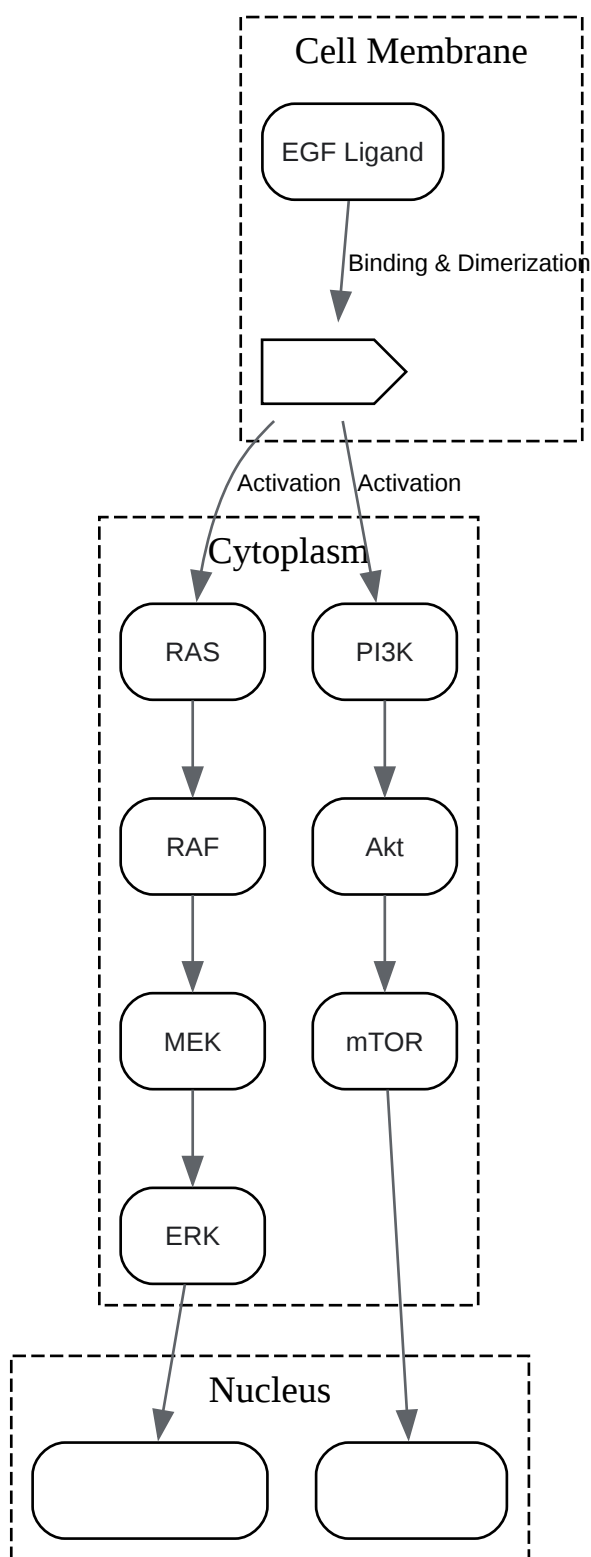 Cell Membrane
EGF Ligand
Binding & Dimerization
Activation
Activation
Cytoplasm
RAS
PI3K
RAF
Akt
MEK
mTOR
ERK
Nucleus